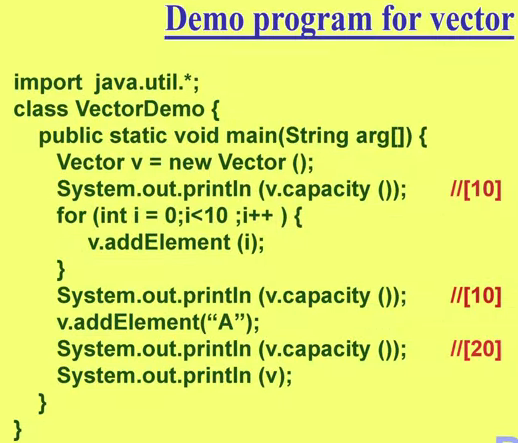 Demo program for vector
import java.util.*;
class VectorDemo {
public static void main(String arg[]) {
Vector v = new Vector ();
System.out.println (v.capacity ()); //[10]
for (int i = 0;i<10 ;i++ ) {
v.addElement (i);
}
System.out.println (v.capacity ()); //[10]
v.addElement(“A”);
System.out.println (v.capacity ()); //[20]
System.out.println (v);
}
}